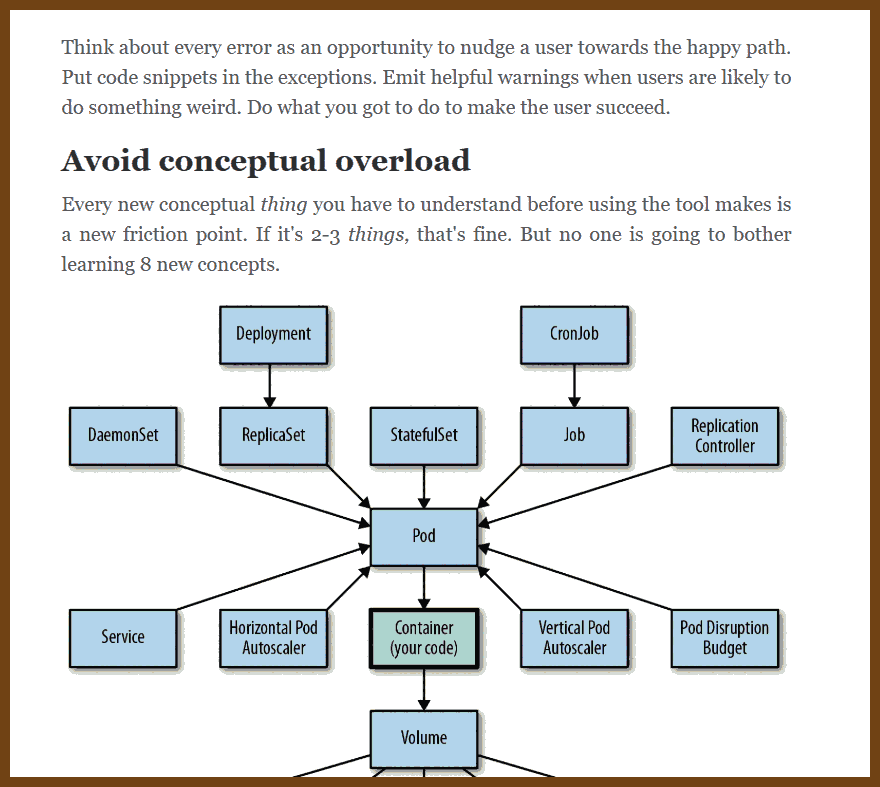 Think about every error as an opportunity to nudge a user towards the happy path.
Put code snippets in the exceptions. Emit helpful warnings when users are likely to
do something weird. Do what you got to do to make the user succeed.
Avoid conceptual overload
Every new conceptual thing you have to understand before using the tool makes is
a new friction point. If it's 2-3 things, that's fine. But no one is going to bother
learning 8 new concepts.
Deployment
CronJob
DaemonSet
ReplicaSet
StatefulSet
Job
Replication
Controller
Pod
Service
Horizontal Pod
Autoscaler
Container
(your code)
Vertical Pod
Autoscaler
Pod Disruption
Budget
Volume